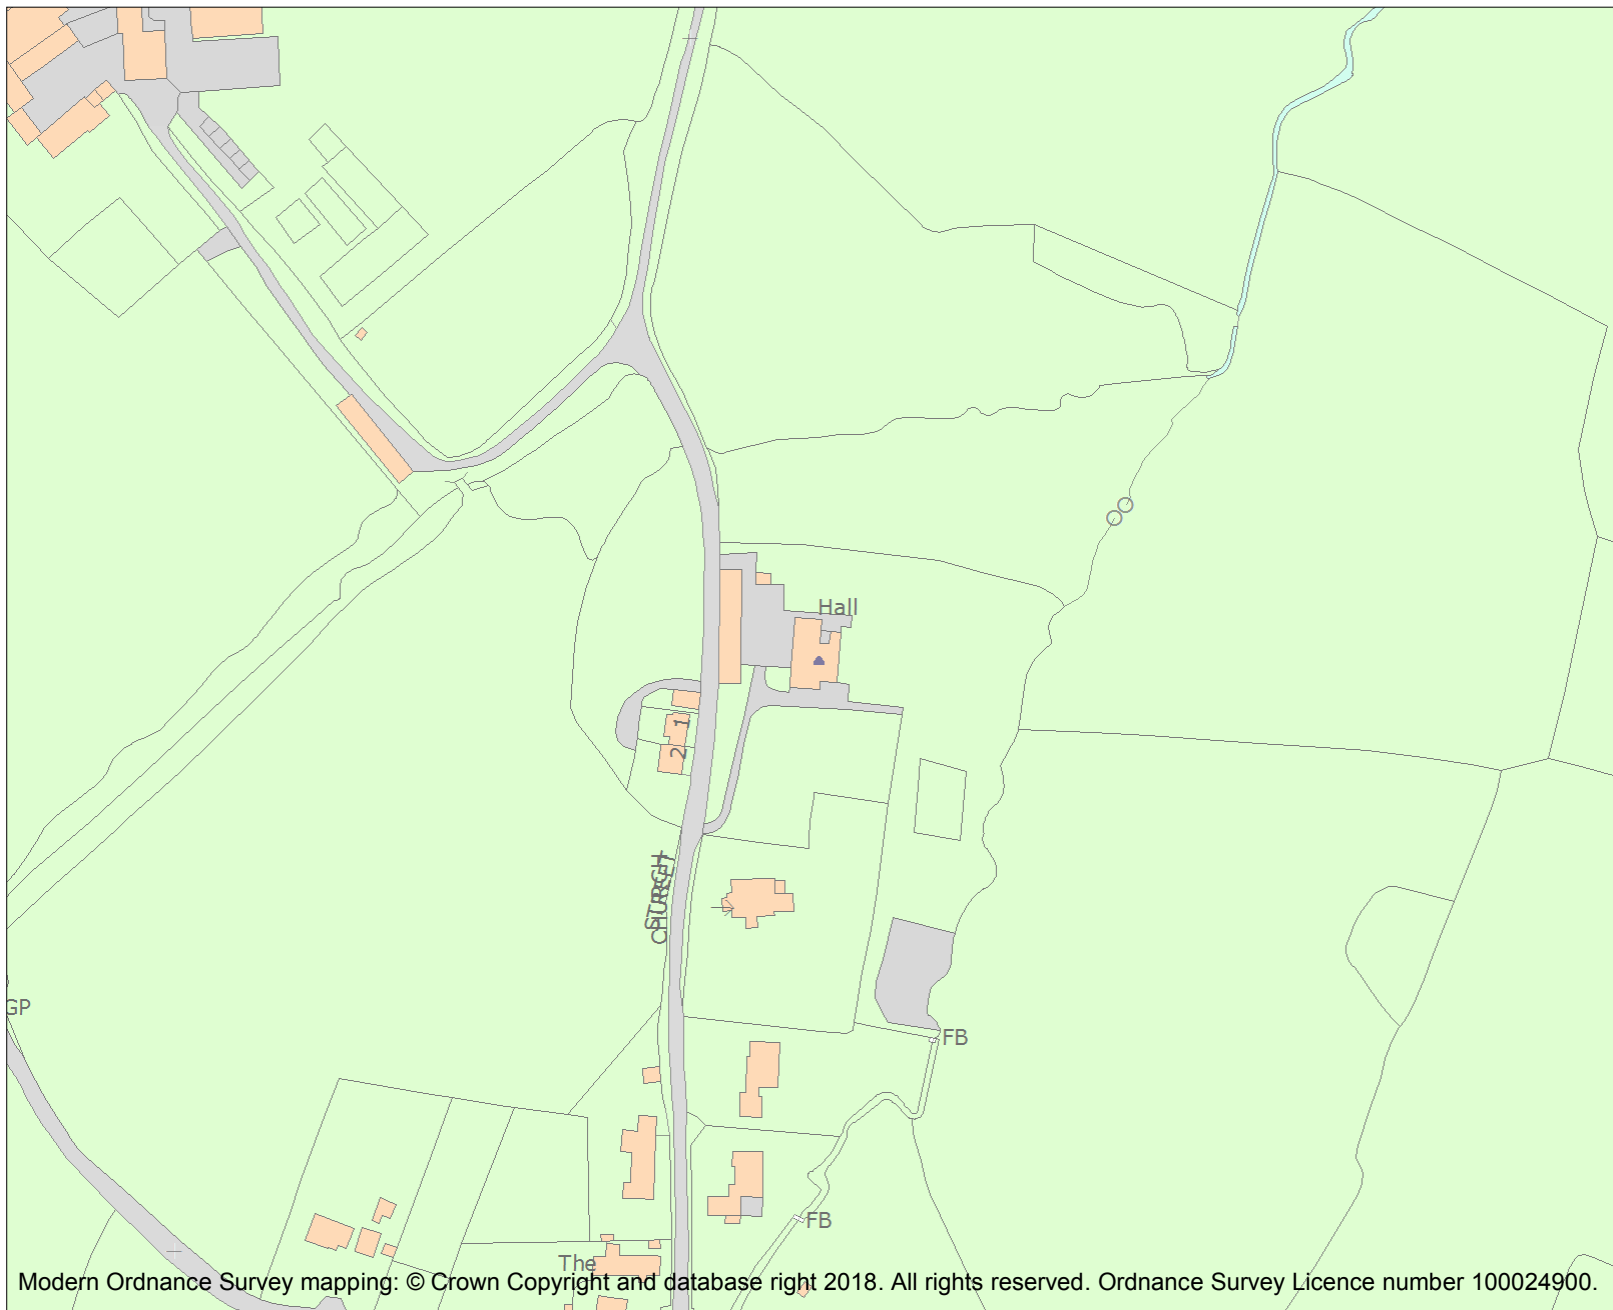 Hall
1
2
CHURCH
STREET
GP
FB
FB
The
Modern Ordnance Survey mapping: © Crown Copyright and database right 2018. All rights reserved. Ordnance Survey Licence number 100024900.